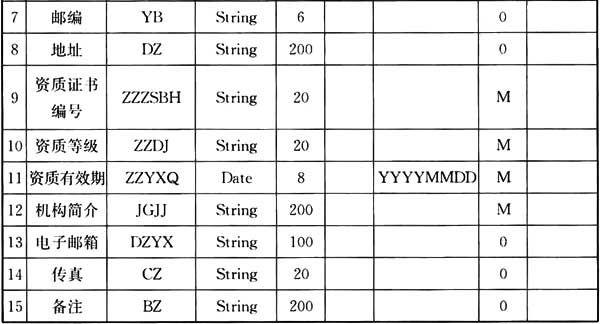 7 邮编 YB String 6 0
8 地址 DZ String 200 0
9 资质证书编号 ZZZSBH String 20 M
10 资质等级 ZZDJ String 20 M
11 资质有效期 ZZYXQ Date 8 YYYYMMDD M
12 机构简介 JGJJ String 200 M
13 电子邮箱 DZYX String 100 0
14 传真 CZ String 20 0
15 备注 BZ String 200 0